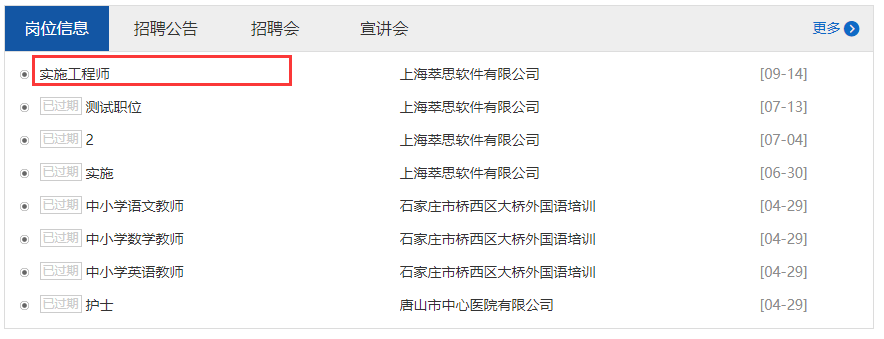 岗位信息 招聘公告 招聘会 宣讲会 更多
实施工程师 上海萃思软件有限公司 [09-14]
已过期 测试职位 上海萃思软件有限公司 [07-13]
已过期 2 上海萃思软件有限公司 [07-04]
已过期 实施 上海萃思软件有限公司 [06-30]
已过期 中小学语文教师 石家庄市桥西区大桥外国语培训 [04-29]
已过期 中小学数学教师 石家庄市桥西区大桥外国语培训 [04-29]
已过期 中小学英语教师 石家庄市桥西区大桥外国语培训 [04-29]
已过期 护士 唐山市中心医院有限公司 [04-29]